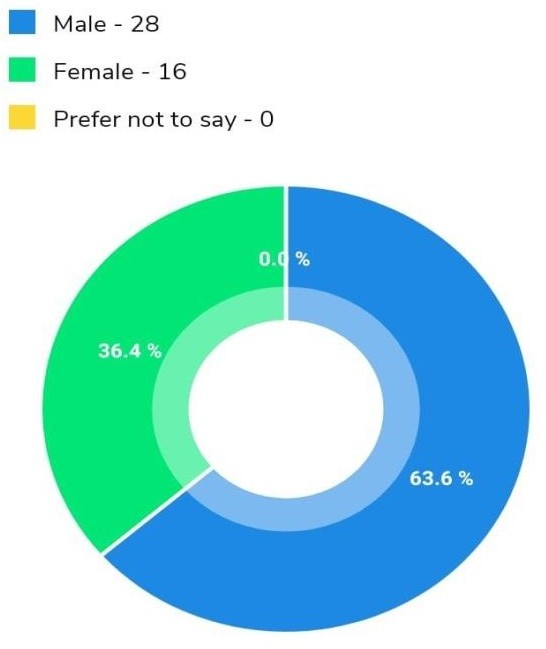 Male - 28
Female - 16
Prefer not to say - 0
0.0 %
36.4 %
63.6 %